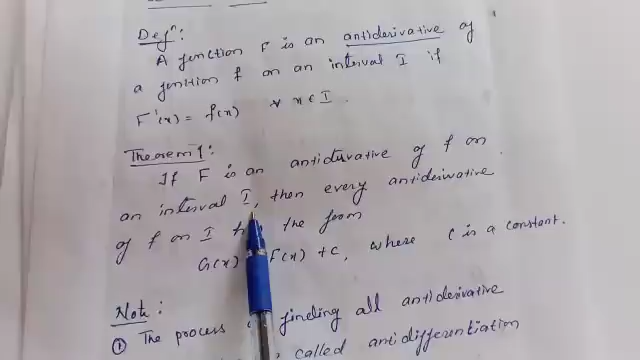 Defⁿ:
A function F is an antiderivative of
a function f on an interval I if
F'(x) = f(x) ∀ x ∈ I.
Theorem 1:
If F is an antiderivative of f on
an interval I, then every antiderivative
of f on I the form
G(x) F(x) + C, where C is a constant.
Note:
① The process finding all antiderivative
called antidifferentiation